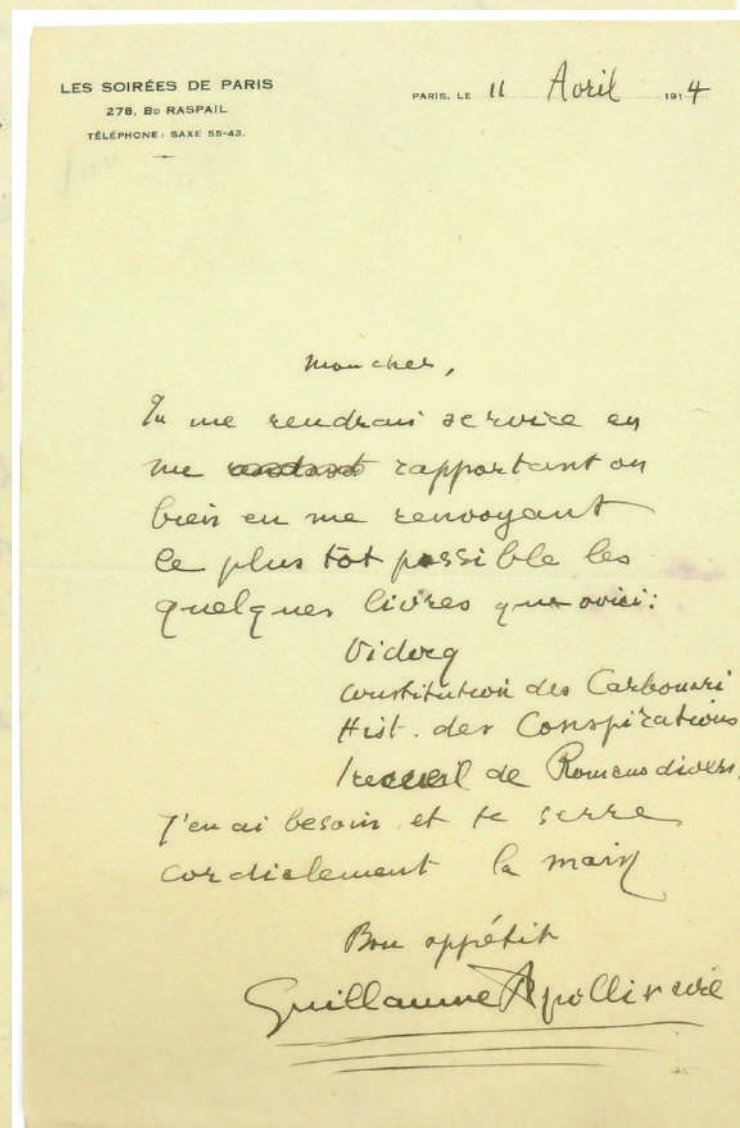 LES SOIRÉES DE PARIS
278, Bd RASPAIL
TÉLÉPHONE : SAXE 55-43.
PARIS, LE 11 Avril 1914
Mon cher,
Tu me rendrais service en
me rapportant ou
bien en me renvoyant
le plus tôt possible les
quelques livres que voici :
Vidocq
Constitution des Carbonari
Hist. des Conspirations
1 recueil de Romans divers.
J'en ai besoin et te serre
cordialement la main
Bon appétit
Guillaume Apollinaire